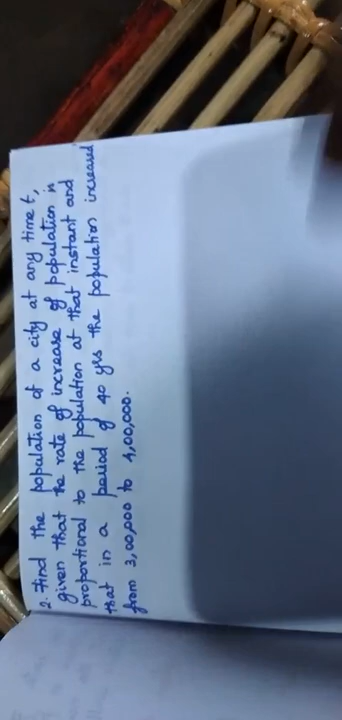 2. Find the population of a city at any time t,
given that the rate of increase of population is
proportional to the population at that instant and
that in a period of 40 yrs the population increased
from 3,00,000 to 4,00,000.